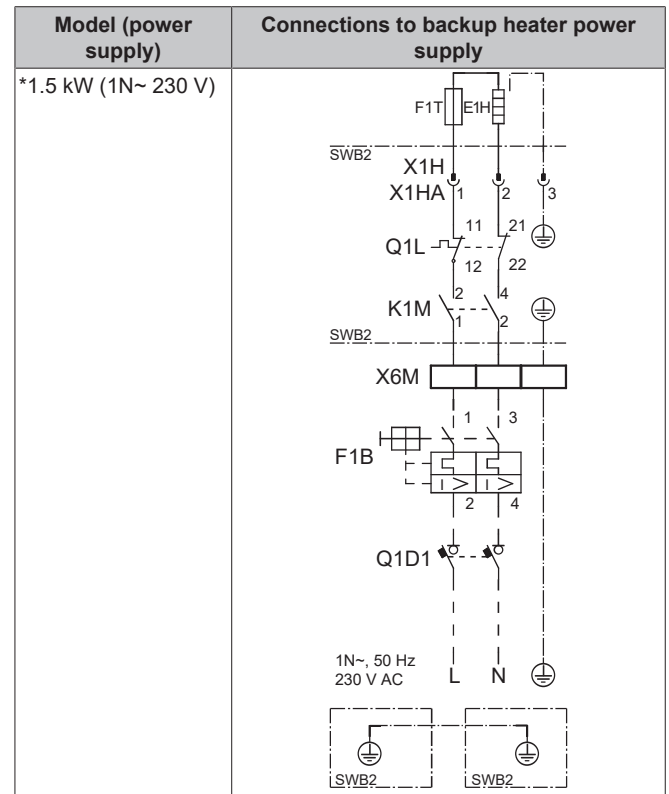 Model (power supply)
Connections to backup heater power supply
*1.5 kW (1N~ 230 V)
F1T E1H
SWB2
X1H
X1HA 1 2 3
11 21
Q1L
12 22
2 4
K1M
1 2
SWB2
X6M
1 3
F1B
2 4
Q1D1
1N~, 50 Hz
230 V AC
L N
SWB2 SWB2